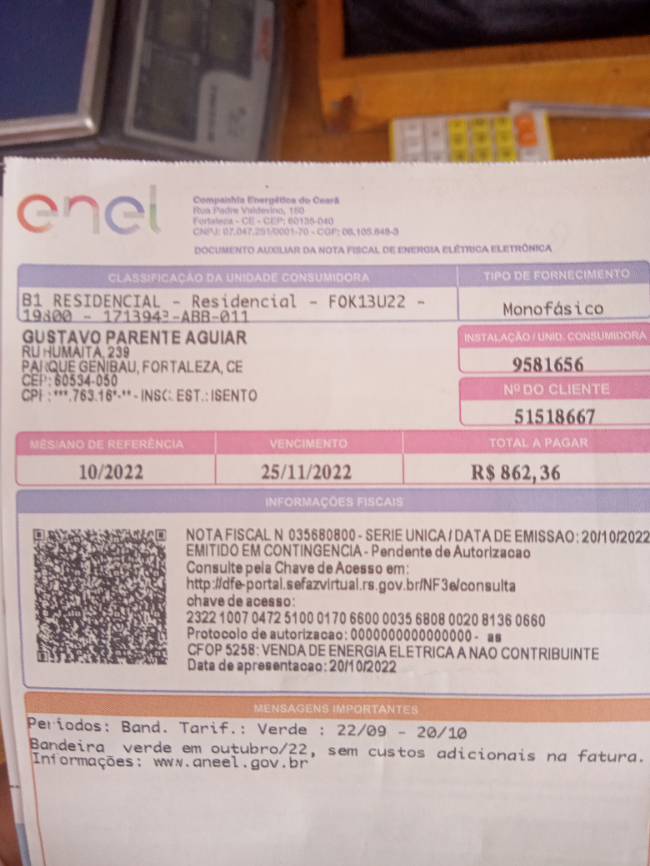 enel
Companhia Energética do Ceará
Rua Padre Valdevino, 150
Fortaleza - CE - CEP: 60135-040
CNPJ: 07.047.251/0001-70 - CGF: 06.105.848-3
DOCUMENTO AUXILIAR DA NOTA FISCAL DE ENERGIA ELÉTRICA ELETRÔNICA
CLASSIFICAÇÃO DA UNIDADE CONSUMIDORA
TIPO DE FORNECIMENTO
B1 RESIDENCIAL - Residencial - FOK13U22 -
19800 - 1713943-ABB-011
Monofásico
GUSTAVO PARENTE AGUIAR
RU HUMAITA, 239
PARQUE GENIBAU, FORTALEZA, CE
CEP: 60534-050
CPF: ***.763.16*-** - INSC. EST.: ISENTO
INSTALAÇÃO / UNID. CONSUMIDORA
9581656
Nº DO CLIENTE
51518667
MÊS/ANO DE REFERÊNCIA
VENCIMENTO
TOTAL A PAGAR
10/2022
25/11/2022
R$ 862,36
INFORMAÇÕES FISCAIS
NOTA FISCAL N 035680800 - SERIE UNICA / DATA DE EMISSAO: 20/10/2022
EMITIDO EM CONTINGENCIA - Pendente de Autorizacao
Consulte pela Chave de Acesso em:
http://dfe-portal.sefazvirtual.rs.gov.br/NF3e/consulta
chave de acesso:
2322 1007 0472 5100 0170 6600 0035 6808 0020 8136 0660
Protocolo de autorizacao: 0000000000000000 - as
CFOP 5258: VENDA DE ENERGIA ELETRICA A NAO CONTRIBUINTE
Data de apresentacao: 20/10/2022
MENSAGENS IMPORTANTES
Períodos: Band. Tarif.: Verde : 22/09 - 20/10
Bandeira verde em outubro/22, sem custos adicionais na fatura.
Informações: www.aneel.gov.br